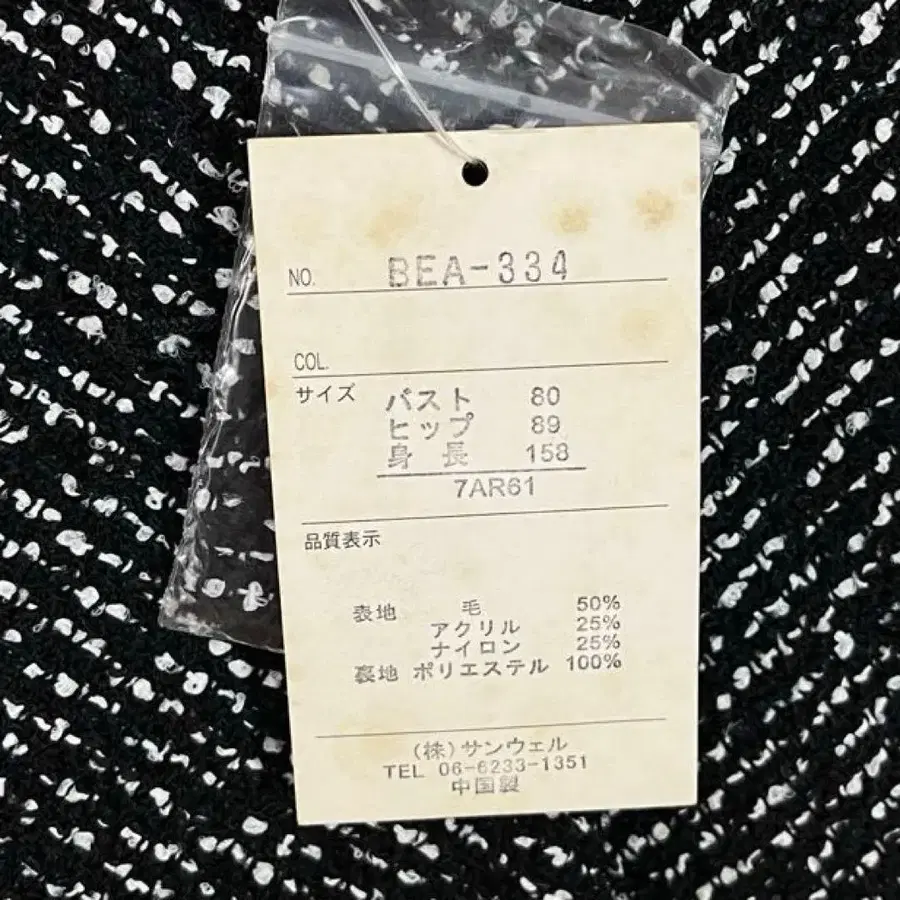 NO. BEA-334
COL.
サイズ バスト 80
ヒップ 89
身長 158
7AR61
品質表示
表地 毛 50%
アクリル 25%
ナイロン 25%
裏地 ポリエステル 100%
(株)サンウェル
TEL 06-6233-1351
中国製